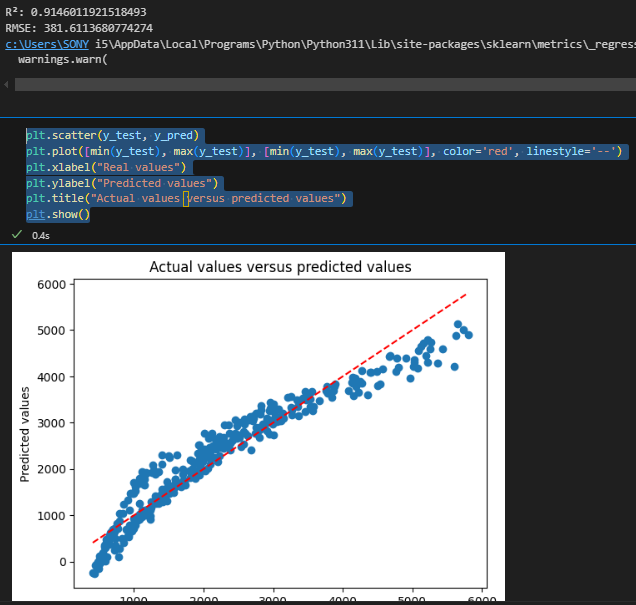 R²: 0.9146011921518493
RMSE: 381.6113680774274
c:\Users\SONY i5\AppData\Local\Programs\Python\Python311\Lib\site-packages\sklearn\metrics\_regres
warnings.warn(
plt.scatter(y_test, y_pred)
plt.plot([min(y_test), max(y_test)], [min(y_test), max(y_test)], color='red', linestyle='--')
plt.xlabel("Real values")
plt.ylabel("Predicted values")
plt.title("Actual values versus predicted values")
plt.show()
0.4s
Actual values versus predicted values
6000
5000
4000
3000
2000
1000
0
Predicted values
1000 2000 3000 4000 5000 6000